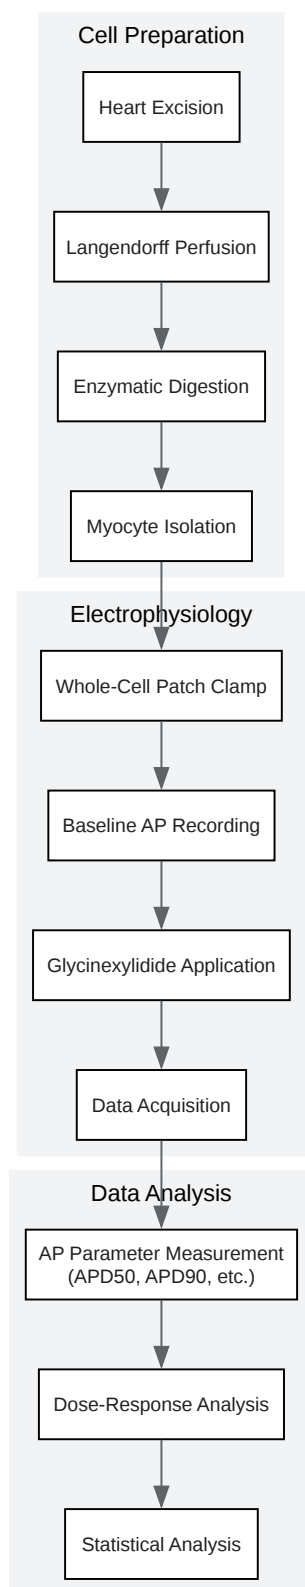 Cell Preparation
Heart Excision
Langendorff Perfusion
Enzymatic Digestion
Myocyte Isolation
Electrophysiology
Whole-Cell Patch Clamp
Baseline AP Recording
Glycinexylidide Application
Data Acquisition
Data Analysis
AP Parameter Measurement
(APD50, APD90, etc.)
Dose-Response Analysis
Statistical Analysis